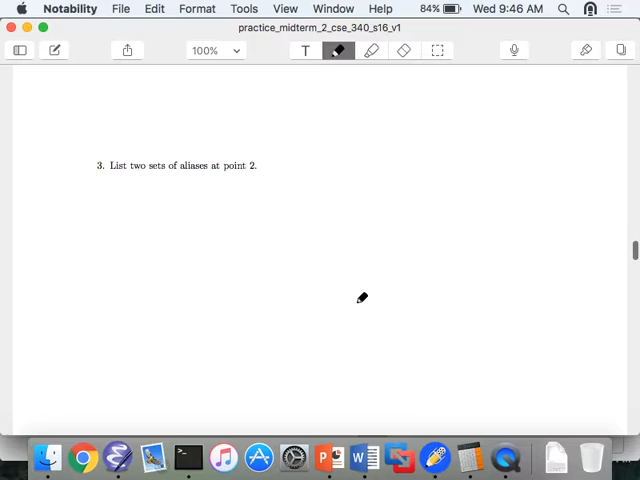 Notability File Edit Format Tools View Window Help 84% Wed 9:46 AM
practice_midterm_2_cse_340_s16_v1
100% T
3. List two sets of aliases at point 2.